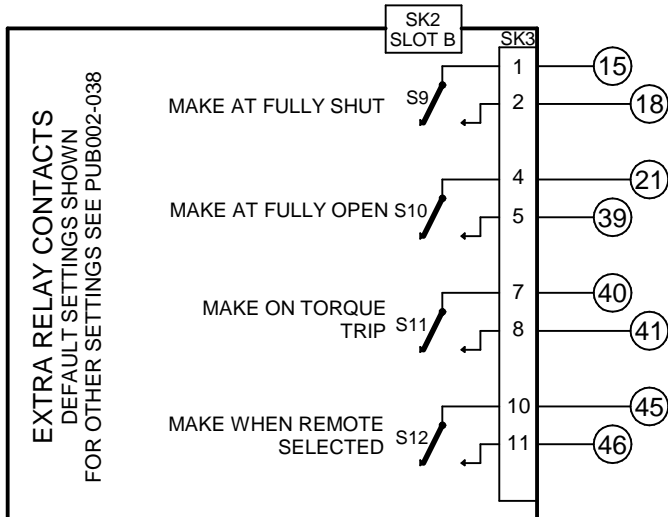 SK2
SLOT B
SK3
EXTRA RELAY CONTACTS
DEFAULT SETTINGS SHOWN
FOR OTHER SETTINGS SEE PUB002-038
MAKE AT FULLY SHUT
S9
1
15
2
18
MAKE AT FULLY OPEN
S10
4
21
5
39
MAKE ON TORQUE
TRIP
S11
7
40
8
41
MAKE WHEN REMOTE
SELECTED
S12
10
45
11
46